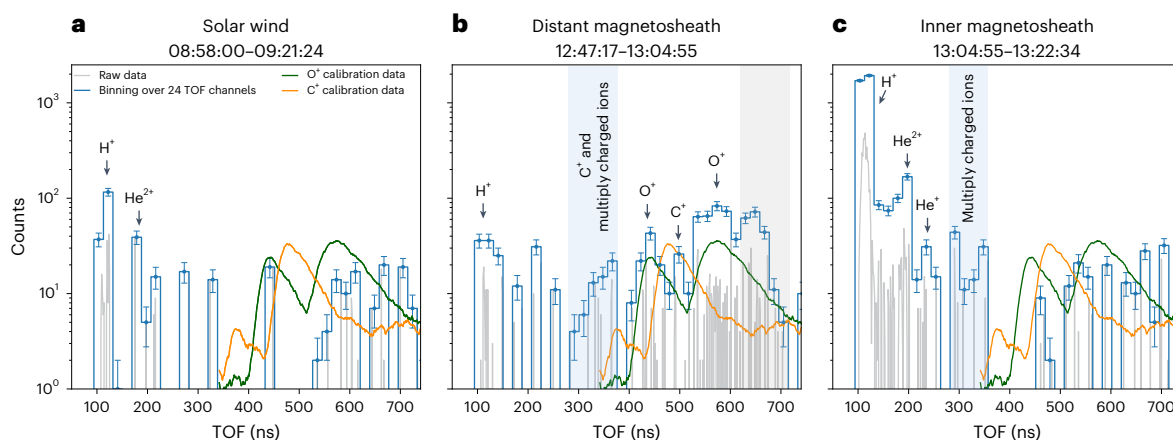 a Solar wind
08:58:00–09:21:24
b Distant magnetosheath
12:47:17–13:04:55
c Inner magnetosheath
13:04:55–13:22:34
Raw data
Binning over 24 TOF channels
O⁺ calibration data
C⁺ calibration data
Counts
10³
10²
10¹
10⁰
H⁺
He²⁺
100 200 300 400 500 600 700
TOF (ns)
H⁺
C⁺ and
multiply charged ions
O⁺
C⁺
O⁺
100 200 300 400 500 600 700
TOF (ns)
H⁺
He²⁺
He⁺
Multiply charged ions
100 200 300 400 500 600 700
TOF (ns)